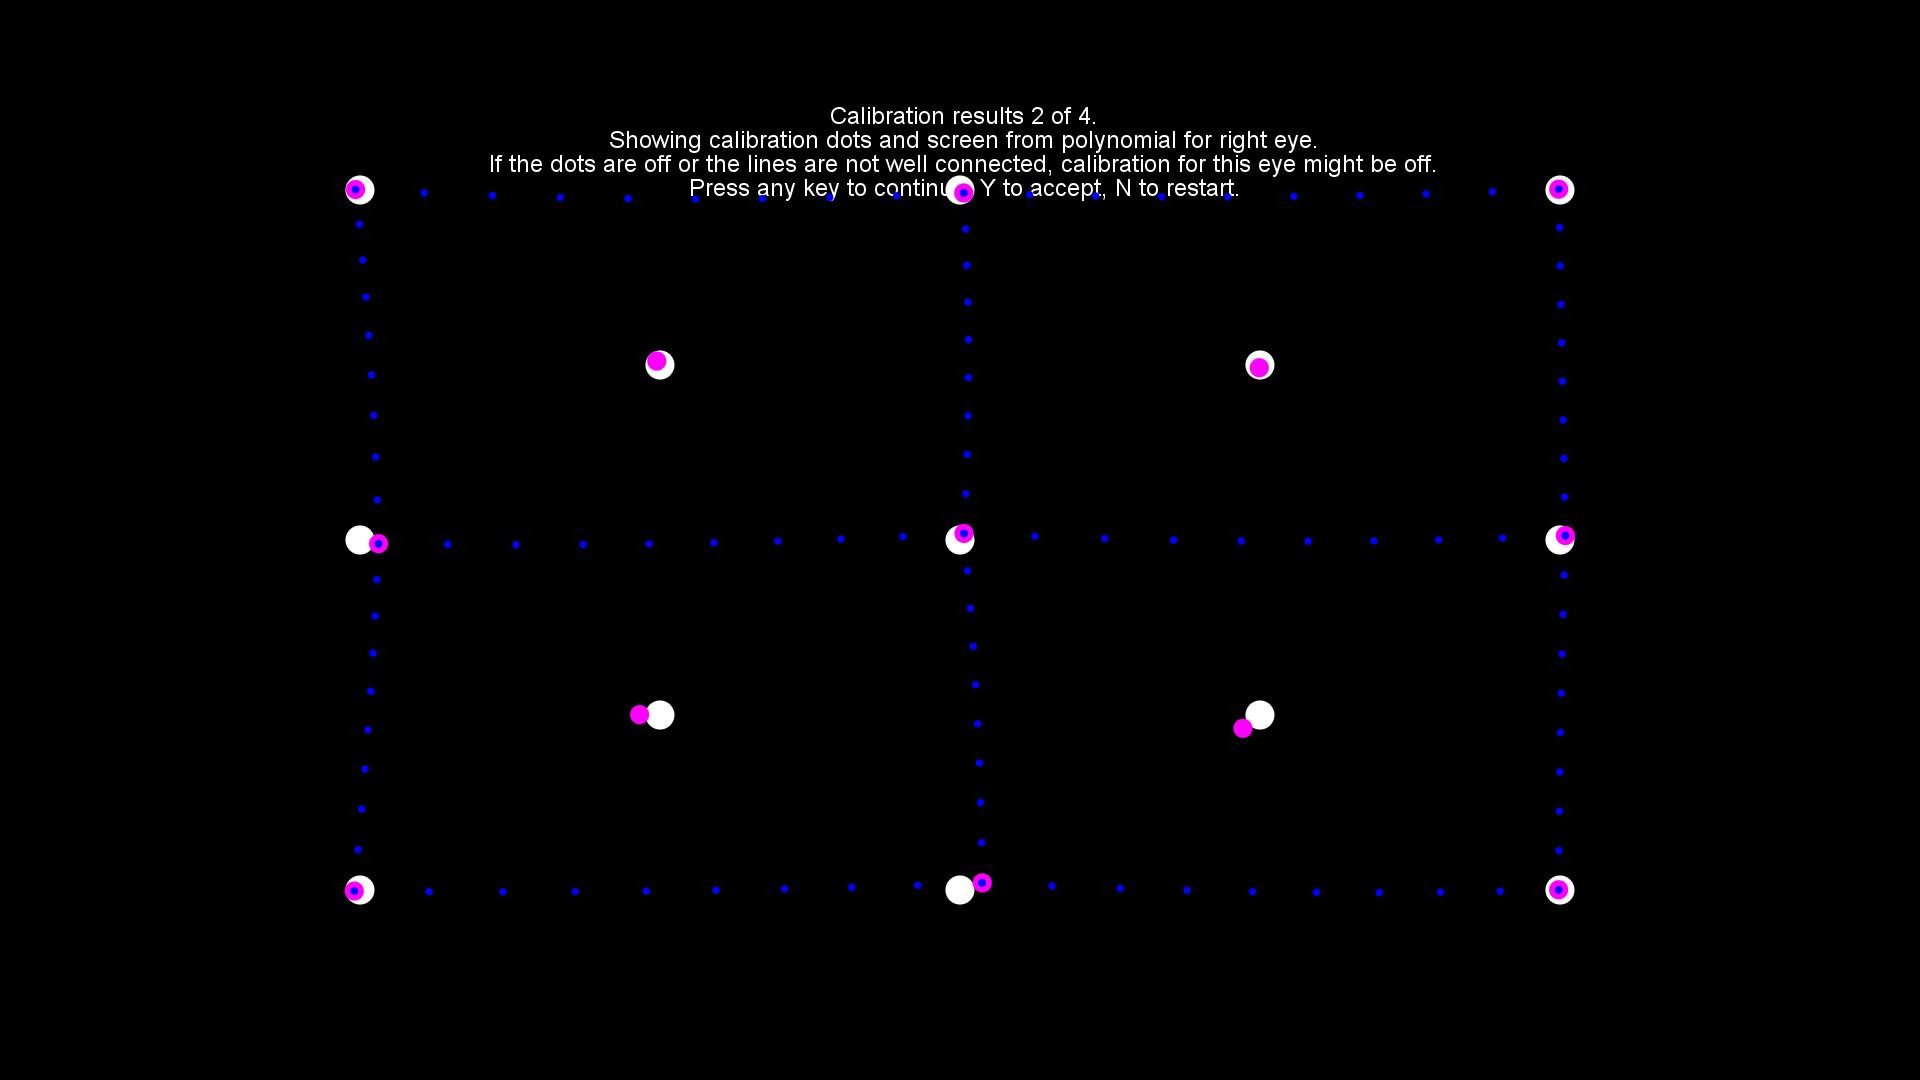 Calibration results 2 of 4.
Showing calibration dots and screen from polynomial for right eye.
If the dots are off or the lines are not well connected, calibration for this eye might be off.
Press any key to continu Y to accept, N to restart.